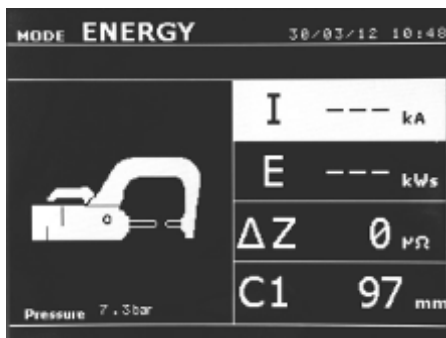 MODE ENERGY 30/03/12 10:48
I --- kA
E --- kWs
ΔZ 0 µΩ
C1 97 mm
Pressure 7.3bar